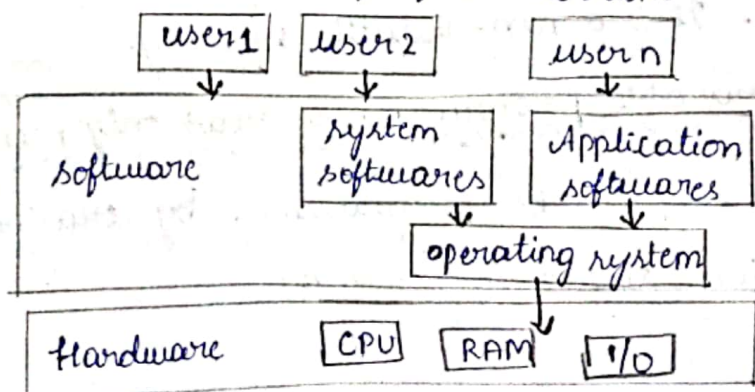 user1 user2 user n
system Application
software softwares softwares
operating system
Hardware CPU RAM I/O